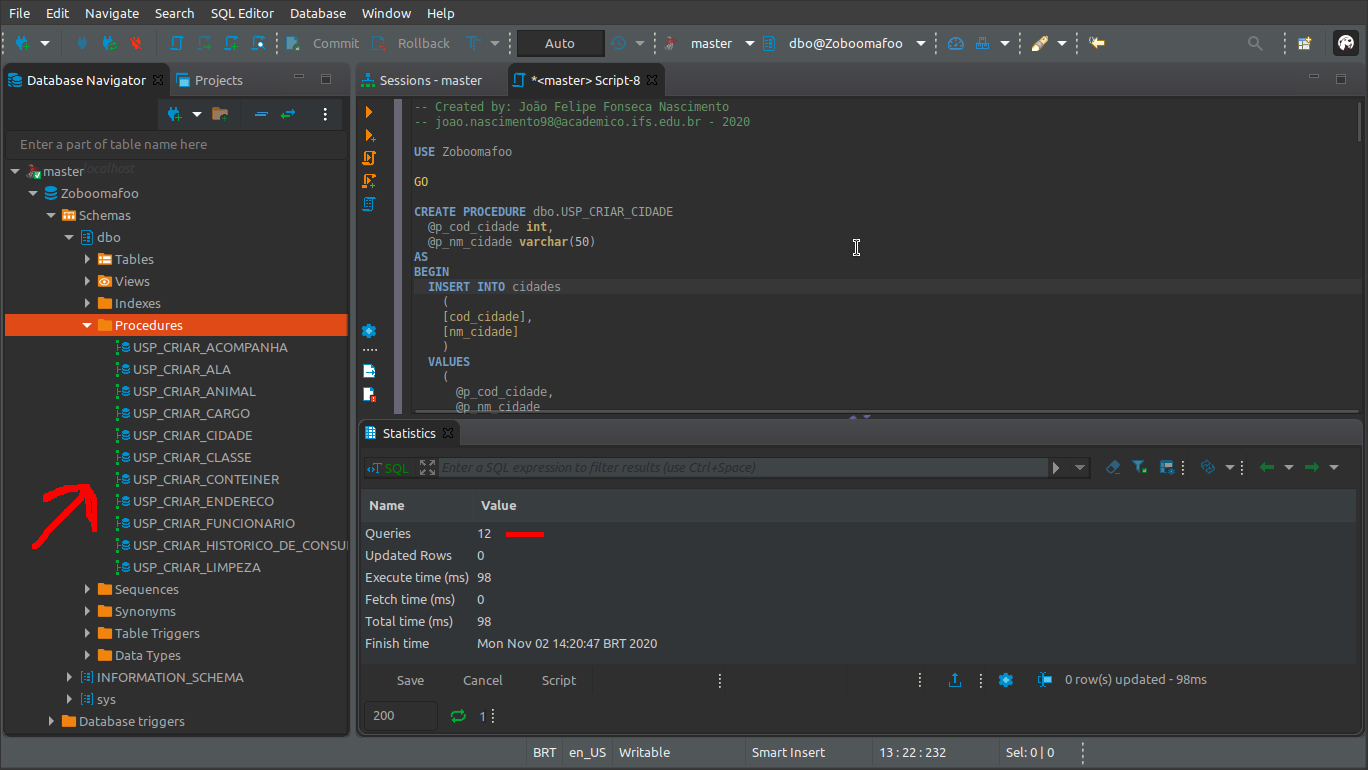 File Edit Navigate Search SQL Editor Database Window Help
Commit Rollback T Auto master dbo@Zoboomafoo
Database Navigator Projects
Enter a part of table name here
master localhost
Zoboomafoo
Schemas
dbo
Tables
Views
Indexes
Procedures
USP_CRIAR_ACOMPANHA
USP_CRIAR_ALA
USP_CRIAR_ANIMAL
USP_CRIAR_CARGO
USP_CRIAR_CIDADE
USP_CRIAR_CLASSE
USP_CRIAR_CONTEINER
USP_CRIAR_ENDERECO
USP_CRIAR_FUNCIONARIO
USP_CRIAR_HISTORICO_DE_CONSU
USP_CRIAR_LIMPEZA
Sequences
Synonyms
Table Triggers
Data Types
INFORMATION_SCHEMA
sys
Database triggers
Sessions - master *<master> Script-8
-- Created by: João Felipe Fonseca Nascimento
-- joao.nascimento98@academico.ifs.edu.br - 2020
USE Zoboomafoo
GO
CREATE PROCEDURE dbo.USP_CRIAR_CIDADE
@p_cod_cidade int,
@p_nm_cidade varchar(50)
AS
BEGIN
INSERT INTO cidades
(
[cod_cidade],
[nm_cidade]
)
VALUES
(
@p_cod_cidade,
@p_nm_cidade
Statistics
SQL Enter a SQL expression to filter results (use Ctrl+Space)
Name Value
Queries 12
Updated Rows 0
Execute time (ms) 98
Fetch time (ms) 0
Total time (ms) 98
Finish time Mon Nov 02 14:20:47 BRT 2020
Save Cancel Script 0 row(s) updated - 98ms
200 1
BRT en_US Writable Smart Insert 13 : 22 : 232 Sel: 0 | 0